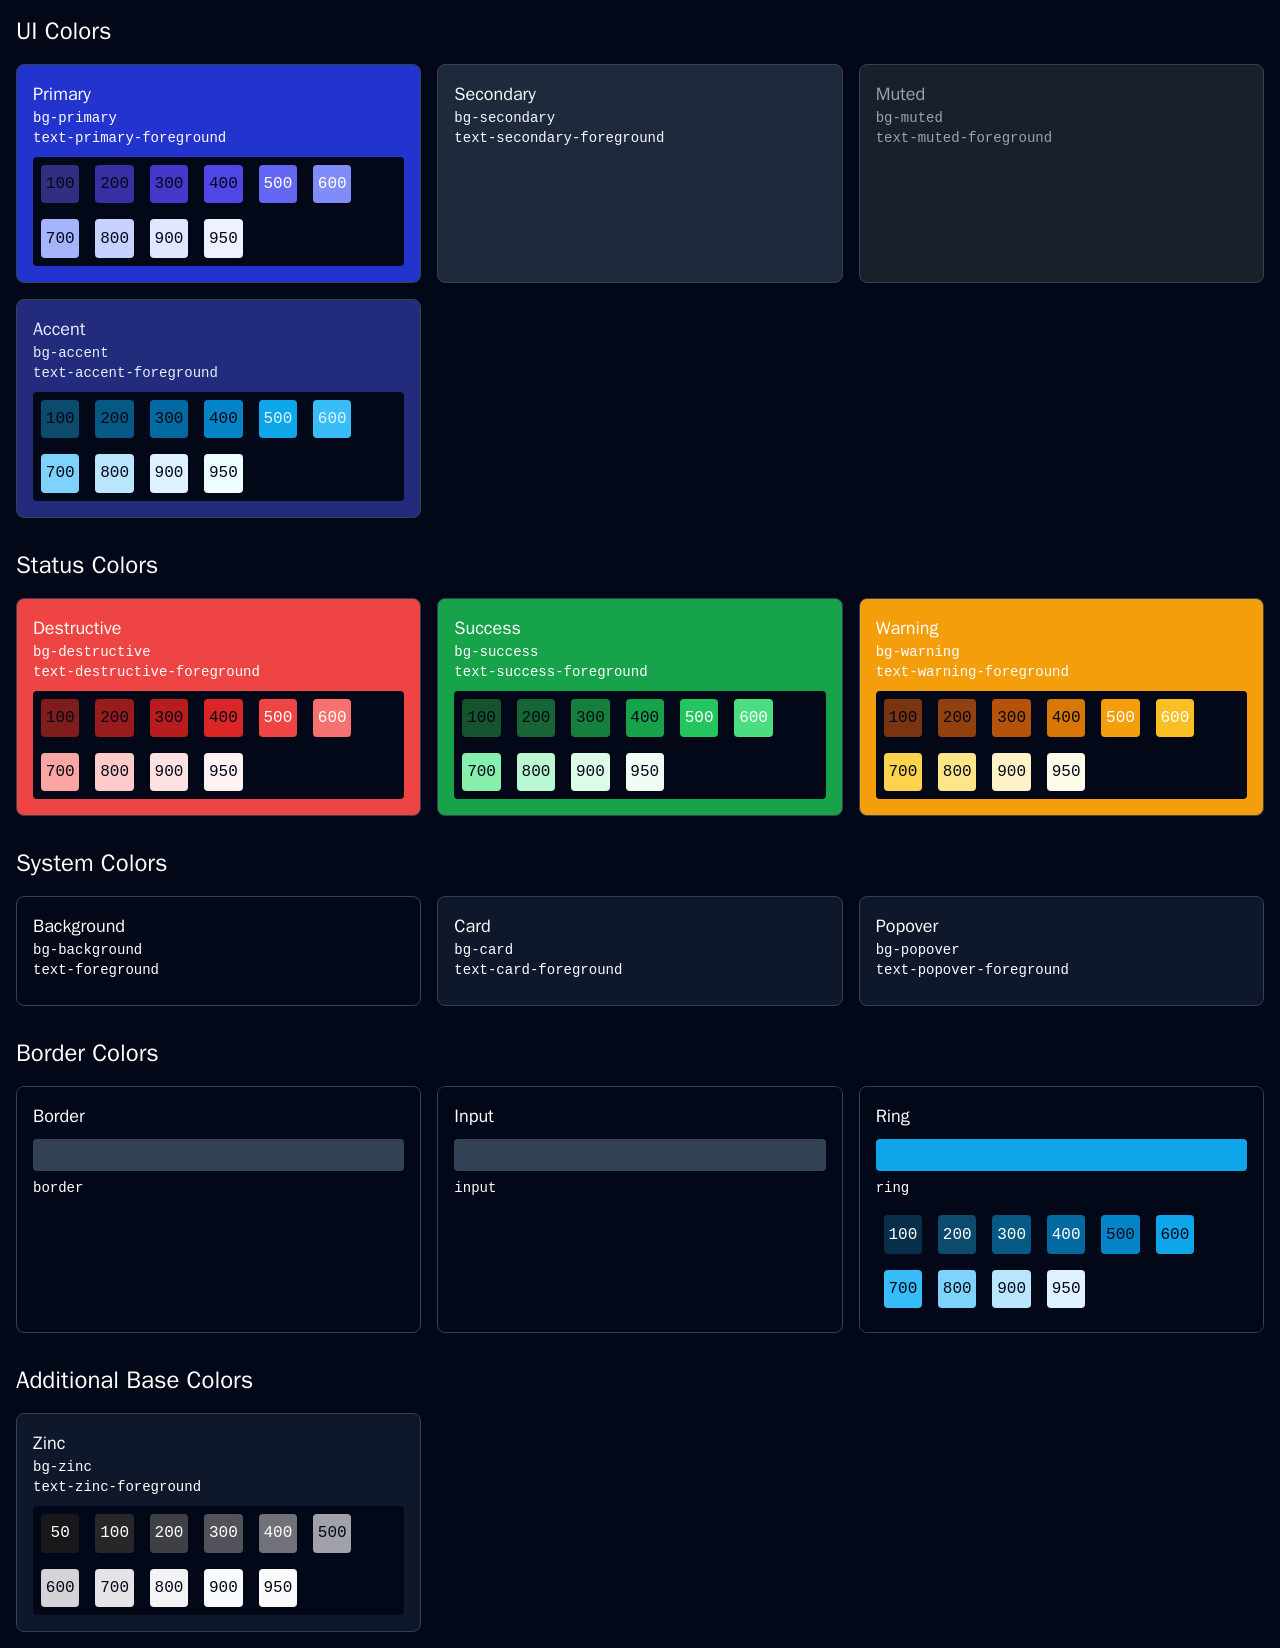 UI Colors
Primary
bg-primary
text-primary-foreground
100 200 300 400 500 600
700 800 900 950
Secondary
bg-secondary
text-secondary-foreground
Muted
bg-muted
text-muted-foreground
Accent
bg-accent
text-accent-foreground
100 200 300 400 500 600
700 800 900 950
Status Colors
Destructive
bg-destructive
text-destructive-foreground
100 200 300 400 500 600
700 800 900 950
Success
bg-success
text-success-foreground
100 200 300 400 500 600
700 800 900 950
Warning
bg-warning
text-warning-foreground
100 200 300 400 500 600
700 800 900 950
System Colors
Background
bg-background
text-foreground
Card
bg-card
text-card-foreground
Popover
bg-popover
text-popover-foreground
Border Colors
Border
border
Input
input
Ring
ring
100 200 300 400 500 600
700 800 900 950
Additional Base Colors
Zinc
bg-zinc
text-zinc-foreground
50 100 200 300 400 500
600 700 800 900 950